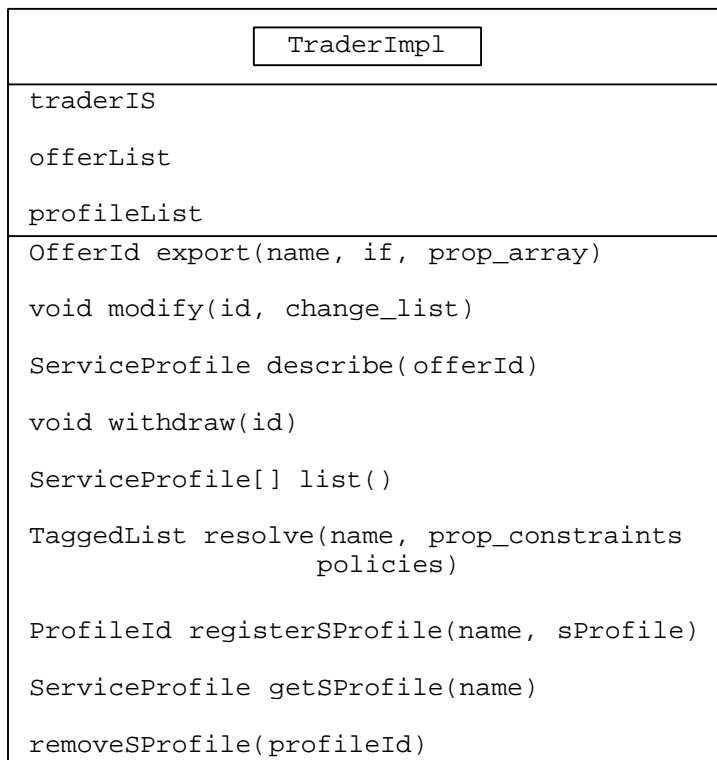 TraderImpl
traderIS
offerList
profileList
OfferId export(name, if, prop_array)
void modify(id, change_list)
ServiceProfile describe(offerId)
void withdraw(id)
ServiceProfile[] list()
TaggedList resolve(name, prop_constraints
policies)
ProfileId registerSProfile(name, sProfile)
ServiceProfile getSProfile(name)
removeSProfile(profileId)